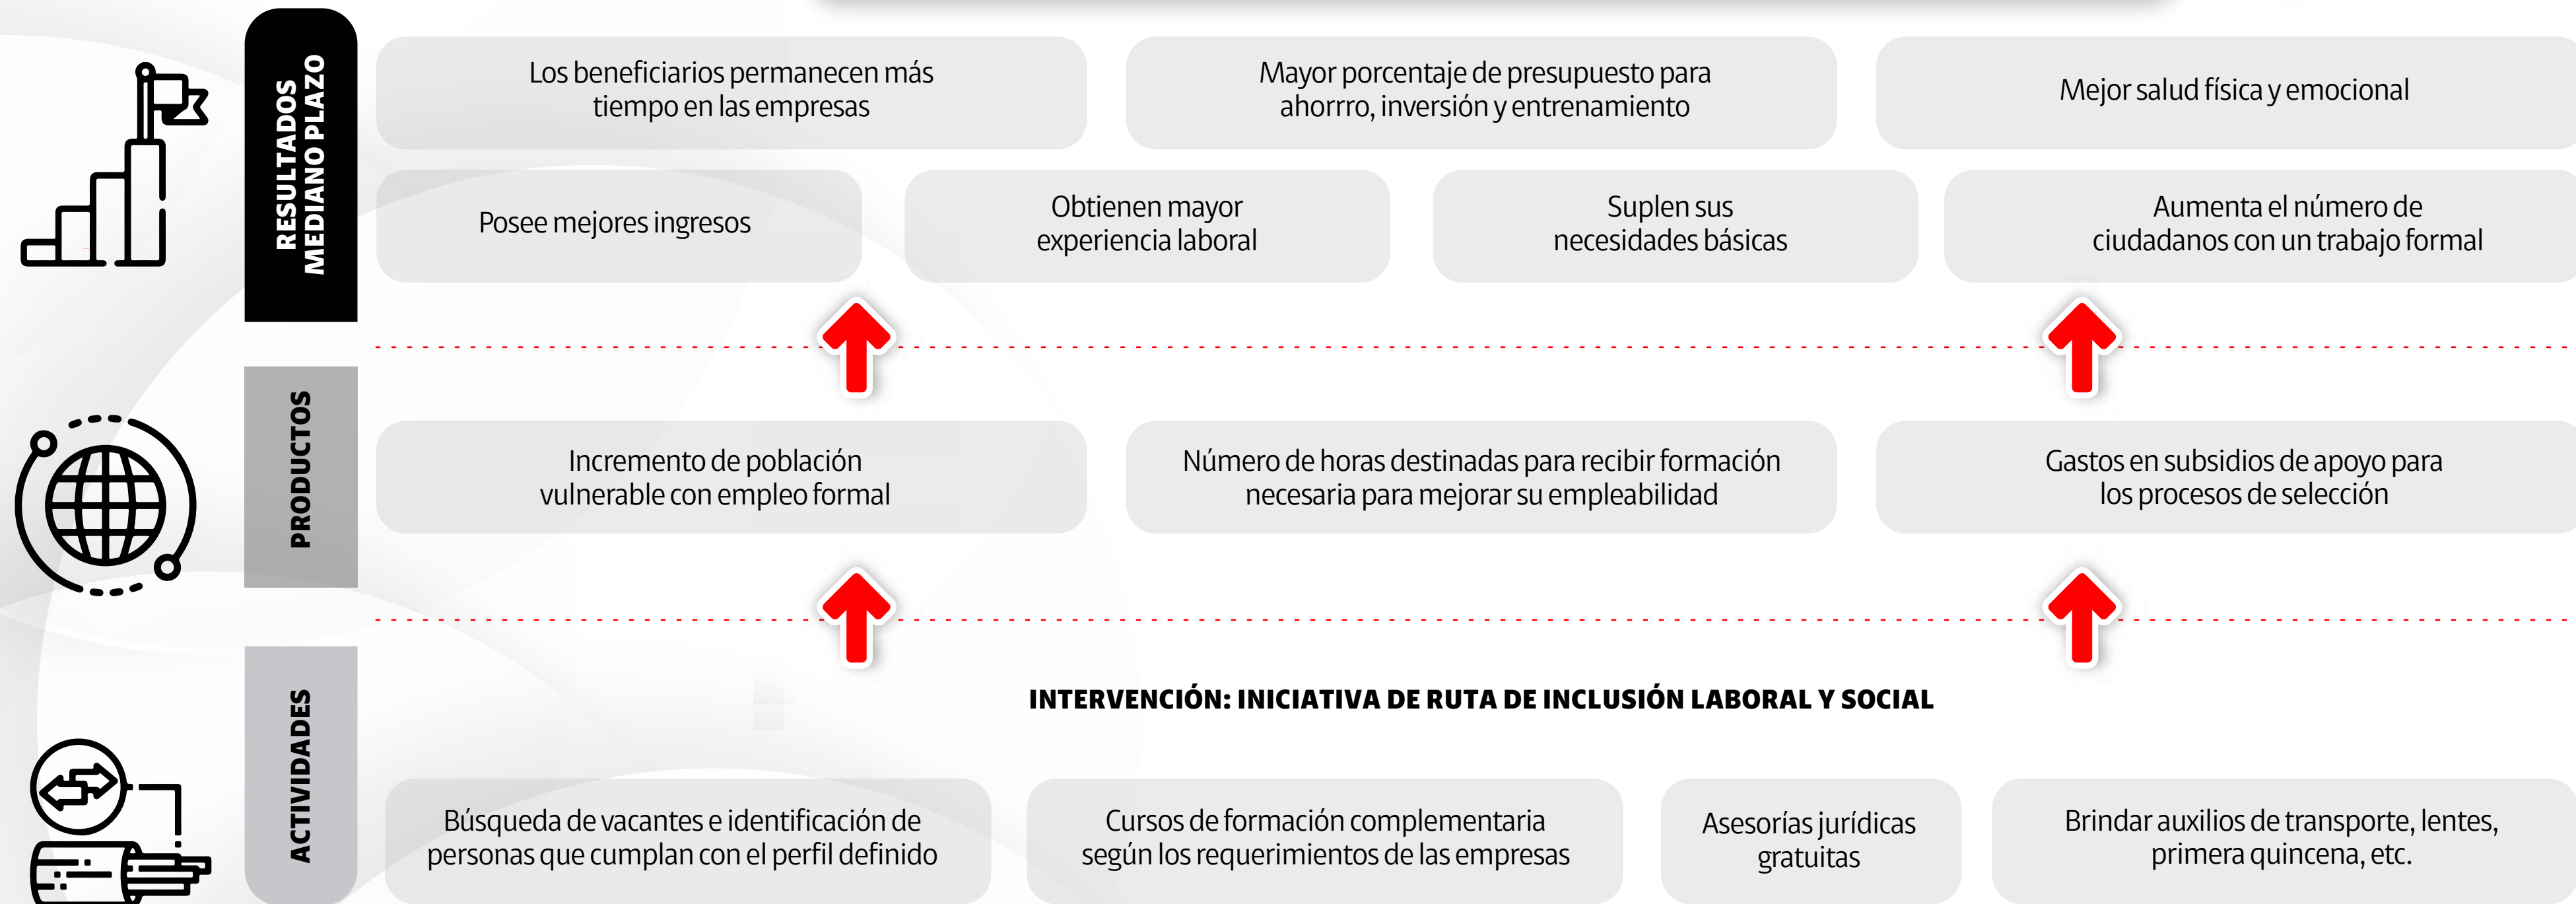 RESULTADOS
MEDIANO PLAZO
Los beneficiarios permanecen más
tiempo en las empresas
Mayor porcentaje de presupuesto para
ahorrro, inversión y entrenamiento
Mejor salud física y emocional
Posee mejores ingresos
Obtienen mayor
experiencia laboral
Suplen sus
necesidades básicas
Aumenta el número de
ciudadanos con un trabajo formal
PRODUCTOS
Incremento de población
vulnerable con empleo formal
Número de horas destinadas para recibir formación
necesaria para mejorar su empleabilidad
Gastos en subsidios de apoyo para
los procesos de selección
ACTIVIDADES
INTERVENCIÓN: INICIATIVA DE RUTA DE INCLUSIÓN LABORAL Y SOCIAL
Búsqueda de vacantes e identificación de
personas que cumplan con el perfil definido
Cursos de formación complementaria
según los requerimientos de las empresas
Asesorías jurídicas
gratuitas
Brindar auxilios de transporte, lentes,
primera quincena, etc.